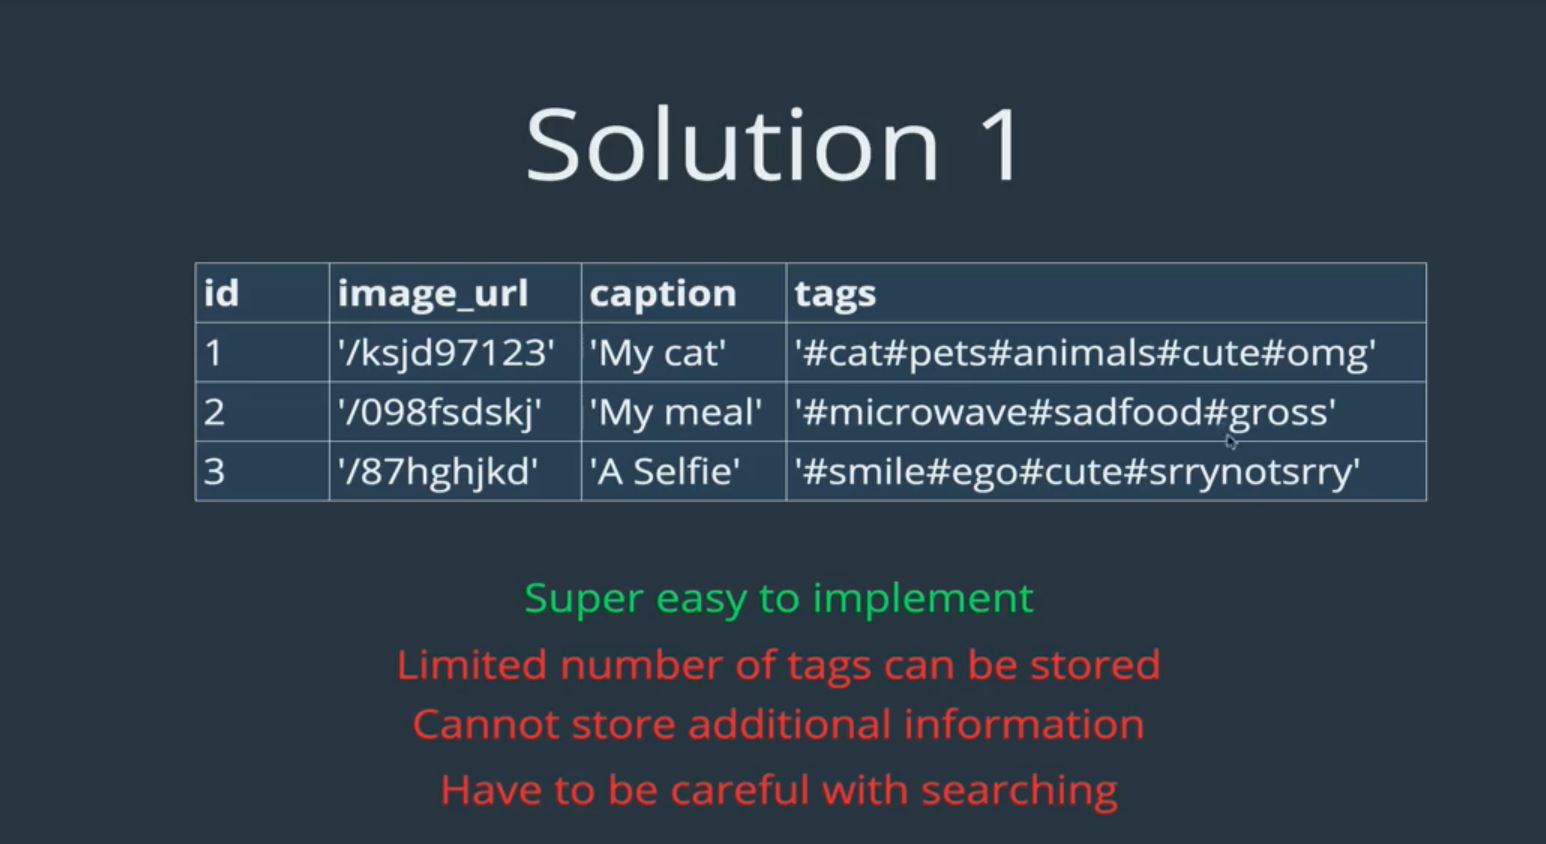 Solution 1
id image_url caption tags
1 '/ksjd97123' 'My cat' '#cat#pets#animals#cute#omg'
2 '/098fsdskj' 'My meal' '#microwave#sadfood#gross'
3 '/87hghjkd' 'A Selfie' '#smile#ego#cute#srrynotsrry'
Super easy to implement
Limited number of tags can be stored
Cannot store additional information
Have to be careful with searching